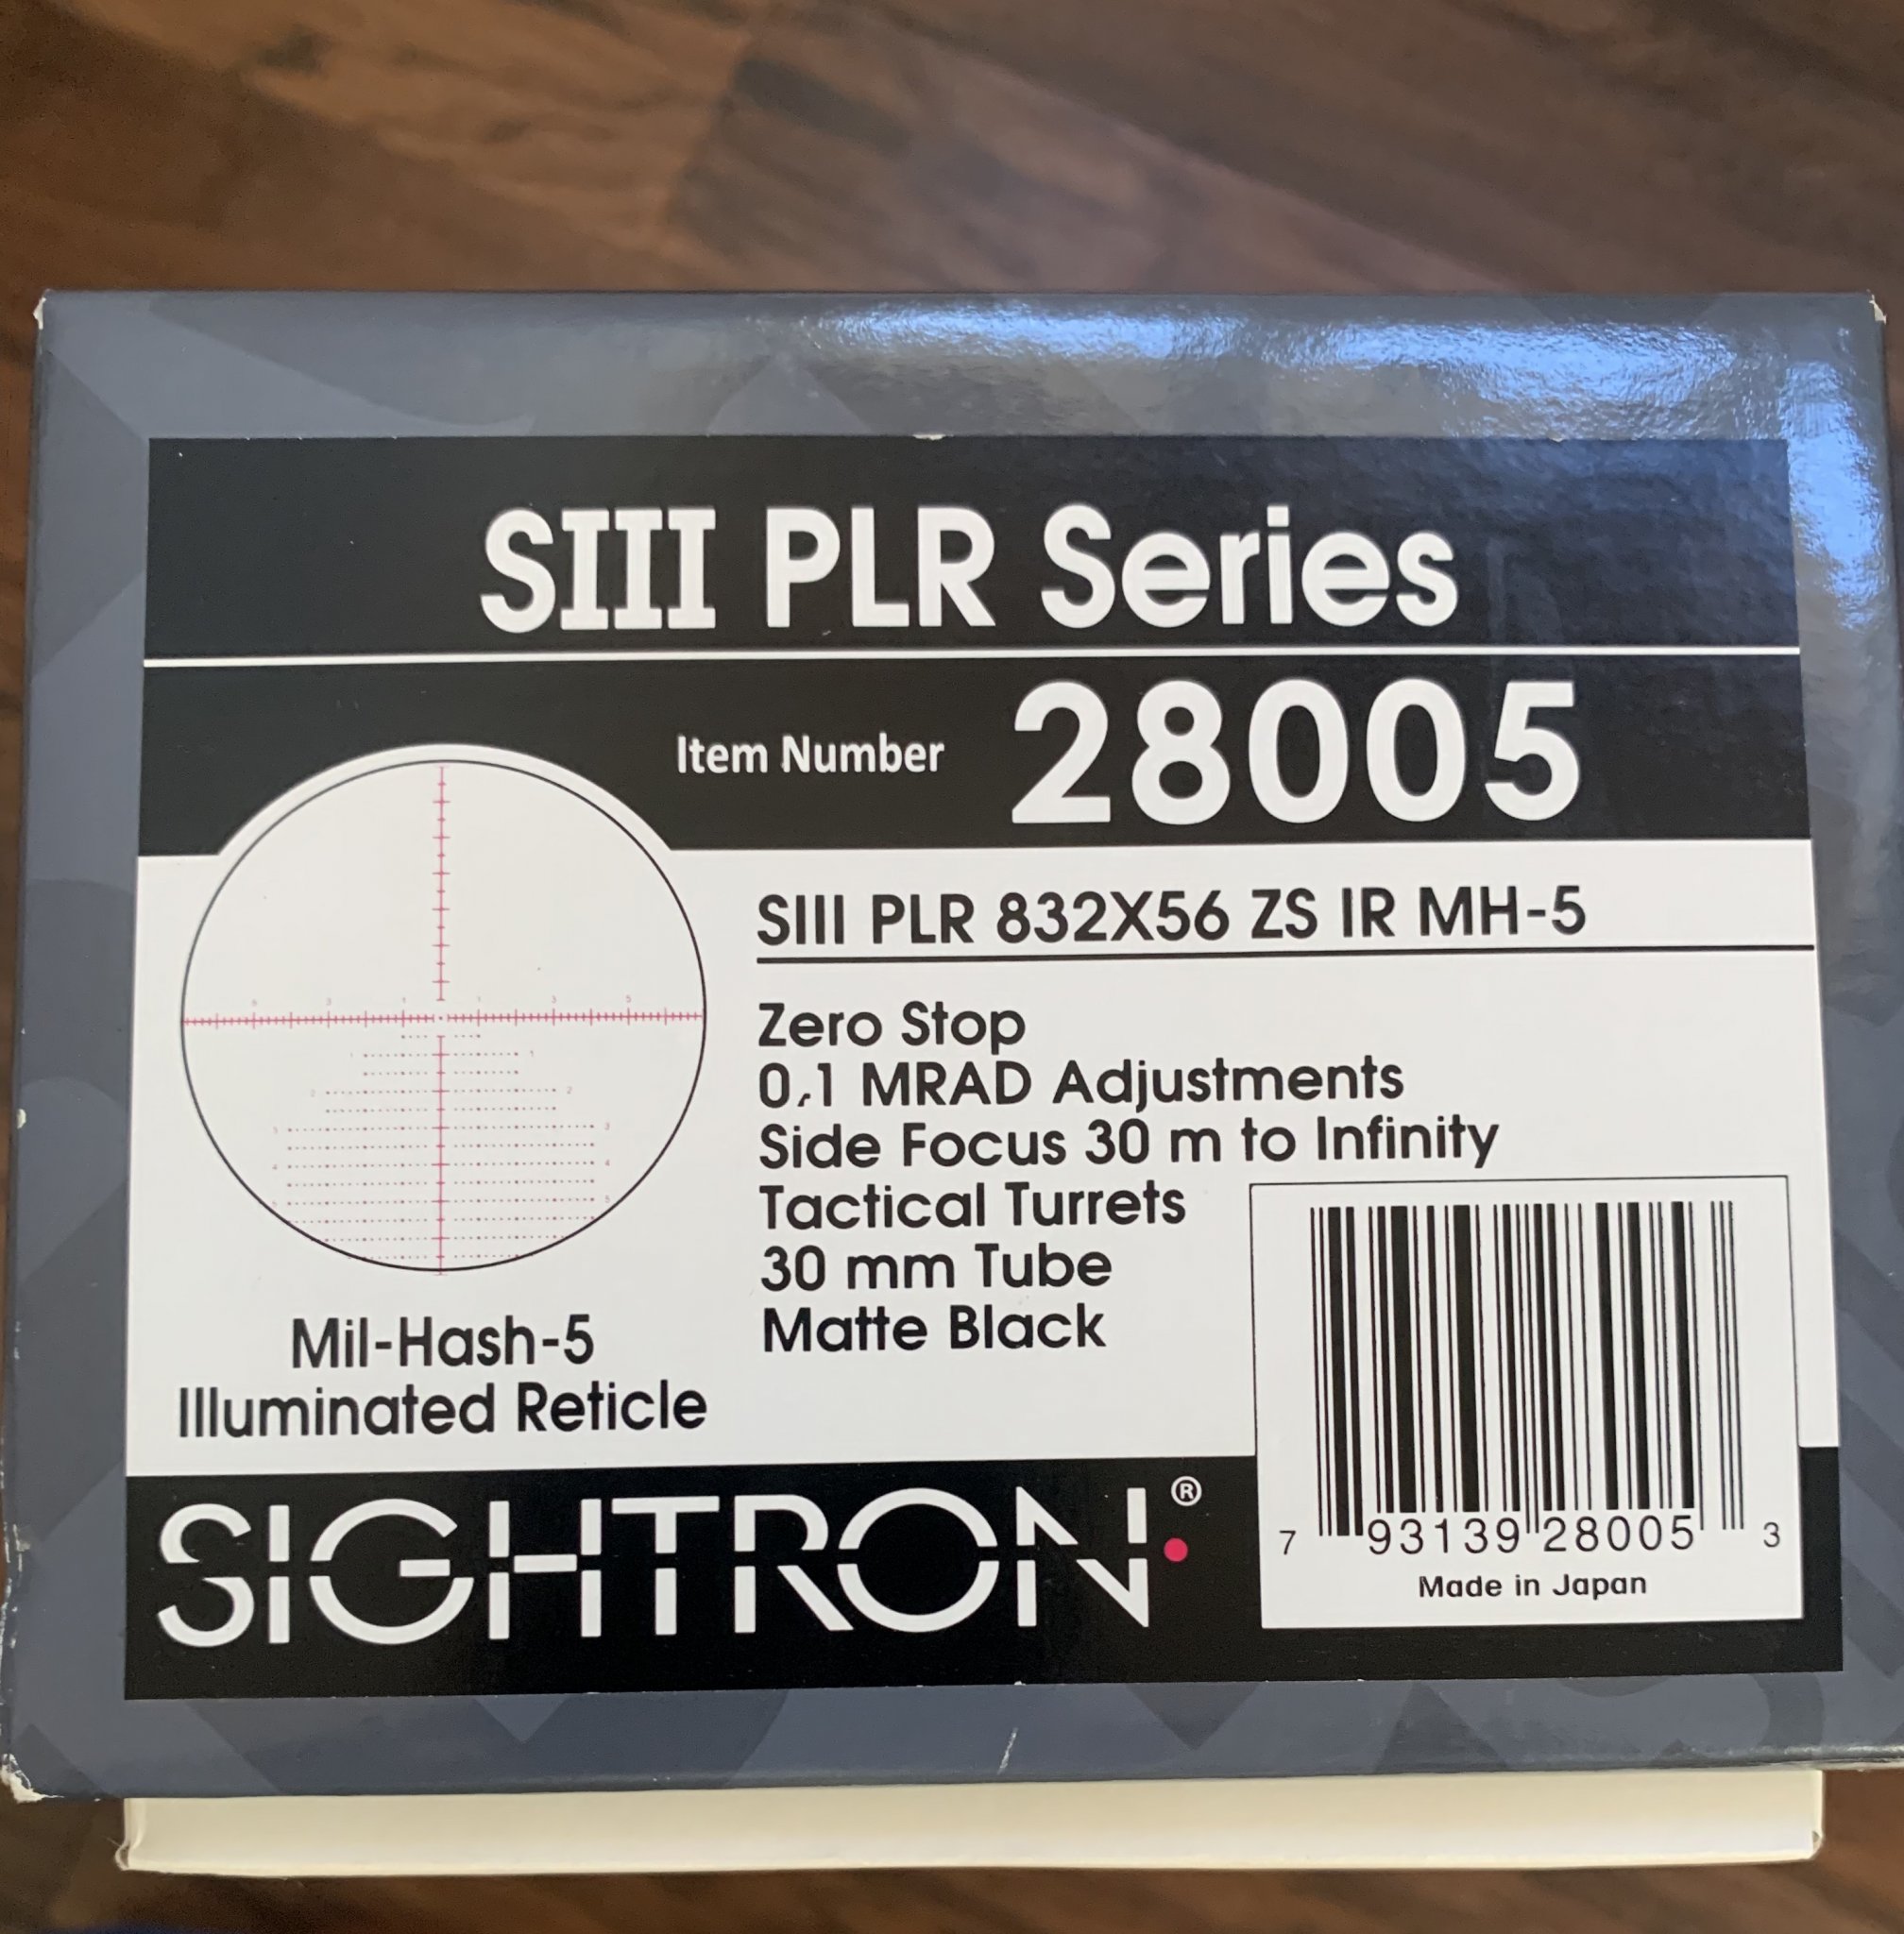 SIII PLR Series
Item Number 28005
SIII PLR 832X56 ZS IR MH-5
Zero Stop
0.1 MRAD Adjustments
Side Focus 30 m to Infinity
Tactical Turrets
30 mm Tube
Matte Black
Mil-Hash-5
Illuminated Reticle
SIGHTRON®
7 93139 28005 3
Made in Japan